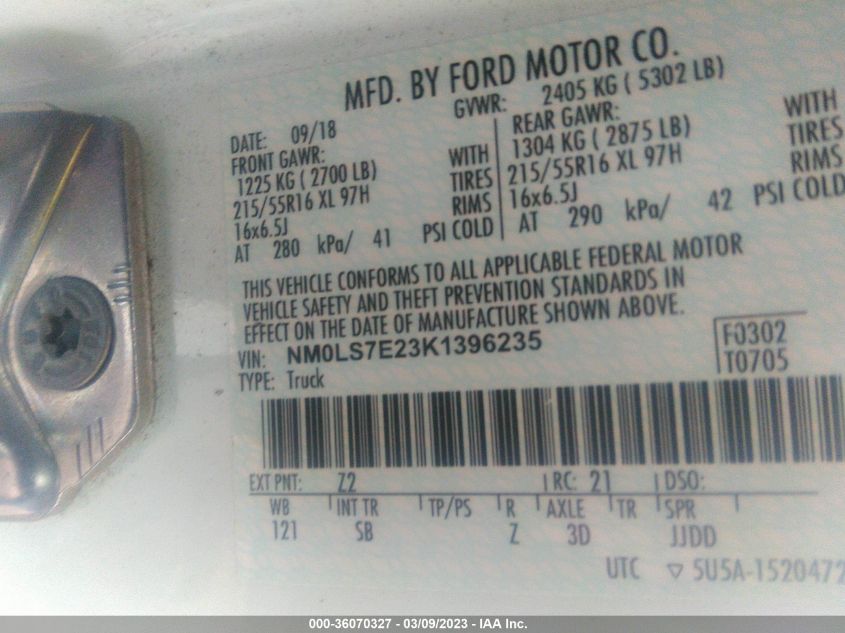 MFD. BY FORD MOTOR CO.
DATE: 09/18 GVWR: 2405 KG ( 5302 LB)
FRONT GAWR: REAR GAWR:
1225 KG ( 2700 LB) WITH 1304 KG ( 2875 LB) WITH
215/55R16 XL 97H TIRES 215/55R16 XL 97H TIRES
16x6.5J RIMS 16x6.5J RIMS
AT 280 kPa/ 41 PSI COLD AT 290 kPa/ 42 PSI COLD
THIS VEHICLE CONFORMS TO ALL APPLICABLE FEDERAL MOTOR
VEHICLE SAFETY AND THEFT PREVENTION STANDARDS IN
EFFECT ON THE DATE OF MANUFACTURE SHOWN ABOVE.
VIN: NM0LS7E23K1396235 F0302
TYPE: Truck T0705
EXT PNT: Z2 RC: 21 DSO:
WB INT TR TP/PS R AXLE TR SPR
121 SB Z 3D JJDD
UTC ▽ 5U5A-1520472
000-36070327 - 03/09/2023 - IAA Inc.